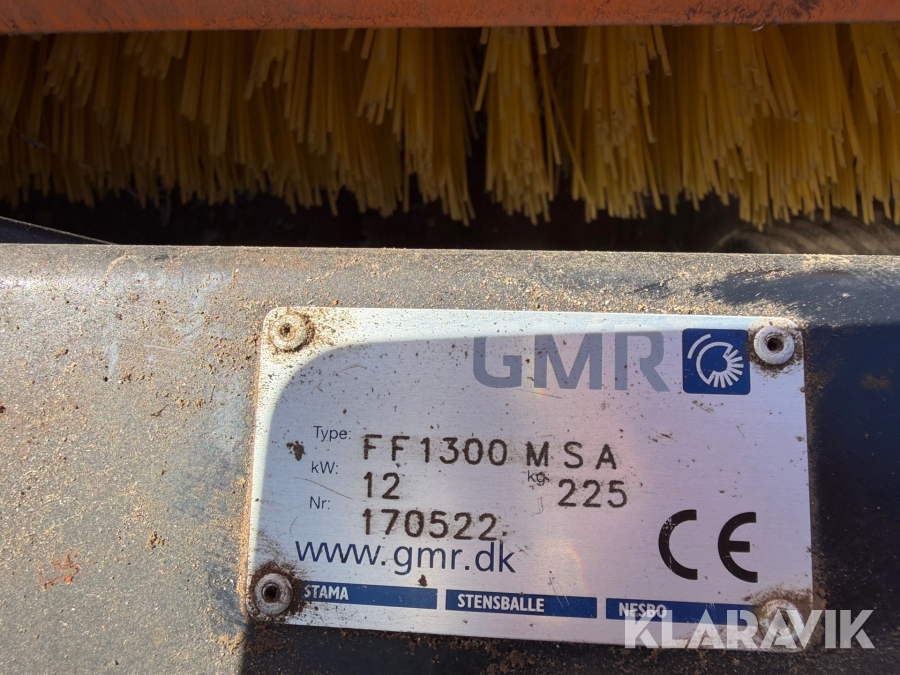 GMR
Type: FF1300 MSA
kW: 12 kg 225
Nr: 170522
www.gmr.dk
STAMA STENSBALLE NESBO
CE
KLARAVIK